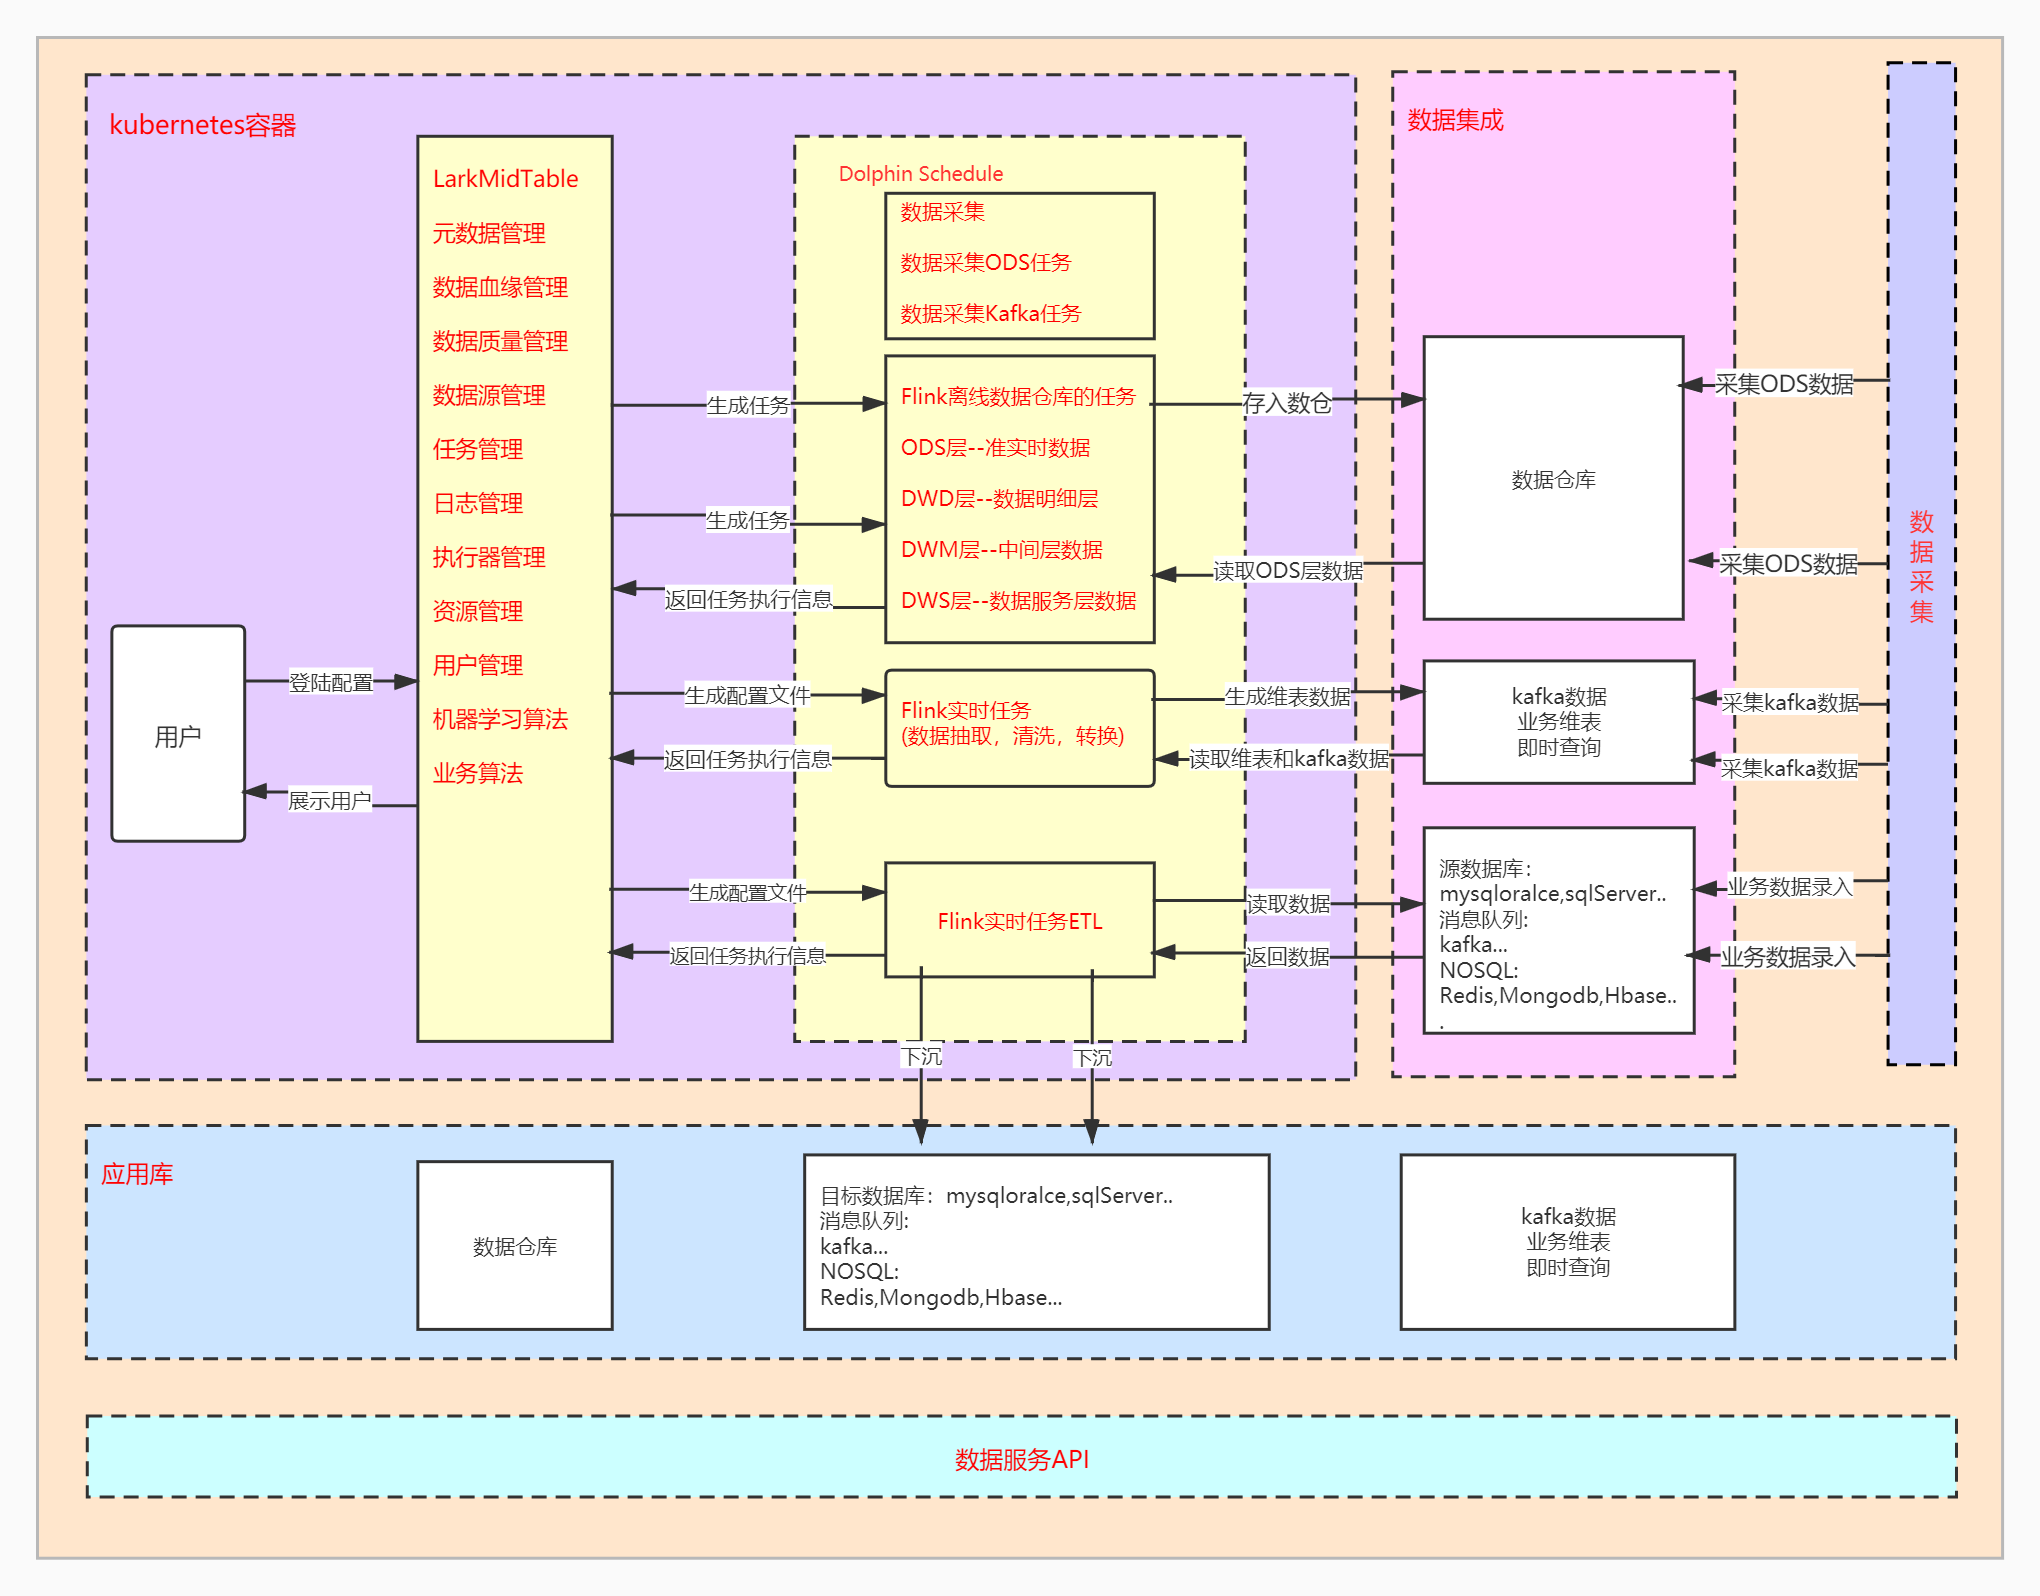 kubernetes容器
LarkMidTable
元数据管理
数据血缘管理
数据质量管理
数据源管理
任务管理
日志管理
执行器管理
资源管理
用户管理
机器学习算法
业务算法
用户
登陆配置
展示用户
生成任务
生成任务
返回任务执行信息
生成配置文件
返回任务执行信息
生成配置文件
返回任务执行信息
Dolphin Schedule
数据采集
数据采集ODS任务
数据采集Kafka任务
Flink离线数据仓库的任务
ODS层--准实时数据
DWD层--数据明细层
DWM层--中间层数据
DWS层--数据服务层数据
Flink实时任务
(数据抽取，清洗，转换)
Flink实时任务ETL
存入数仓
读取ODS层数据
生成维表数据
读取维表和kafka数据
读取数据
返回数据
下沉
下沉
数据集成
数据仓库
kafka数据
业务维表
即时查询
源数据库：
mysqloralce,sqlServer..
消息队列:
kafka...
NOSQL:
Redis,Mongodb,Hbase..
.
采集ODS数据
采集ODS数据
采集kafka数据
采集kafka数据
业务数据录入
业务数据录入
数
据
采
集
应用库
数据仓库
目标数据库：mysqloralce,sqlServer..
消息队列:
kafka...
NOSQL:
Redis,Mongodb,Hbase...
kafka数据
业务维表
即时查询
数据服务API